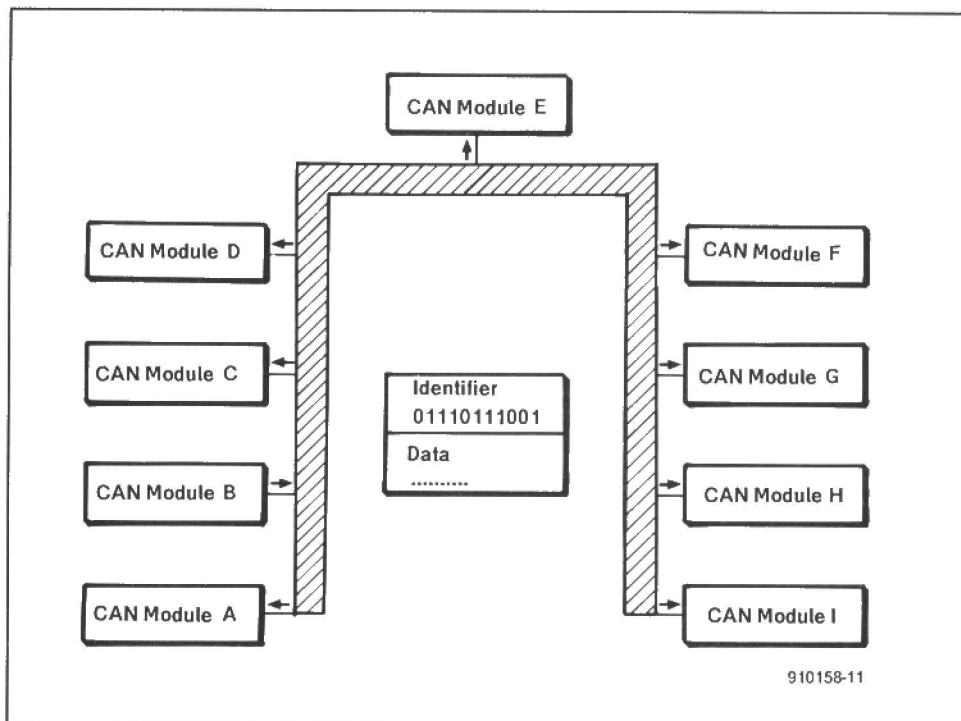 CAN Module E
CAN Module D
CAN Module F
CAN Module C
CAN Module G
Identifier
01110111001
Data
..........
CAN Module B
CAN Module H
CAN Module A
CAN Module I
910158-11